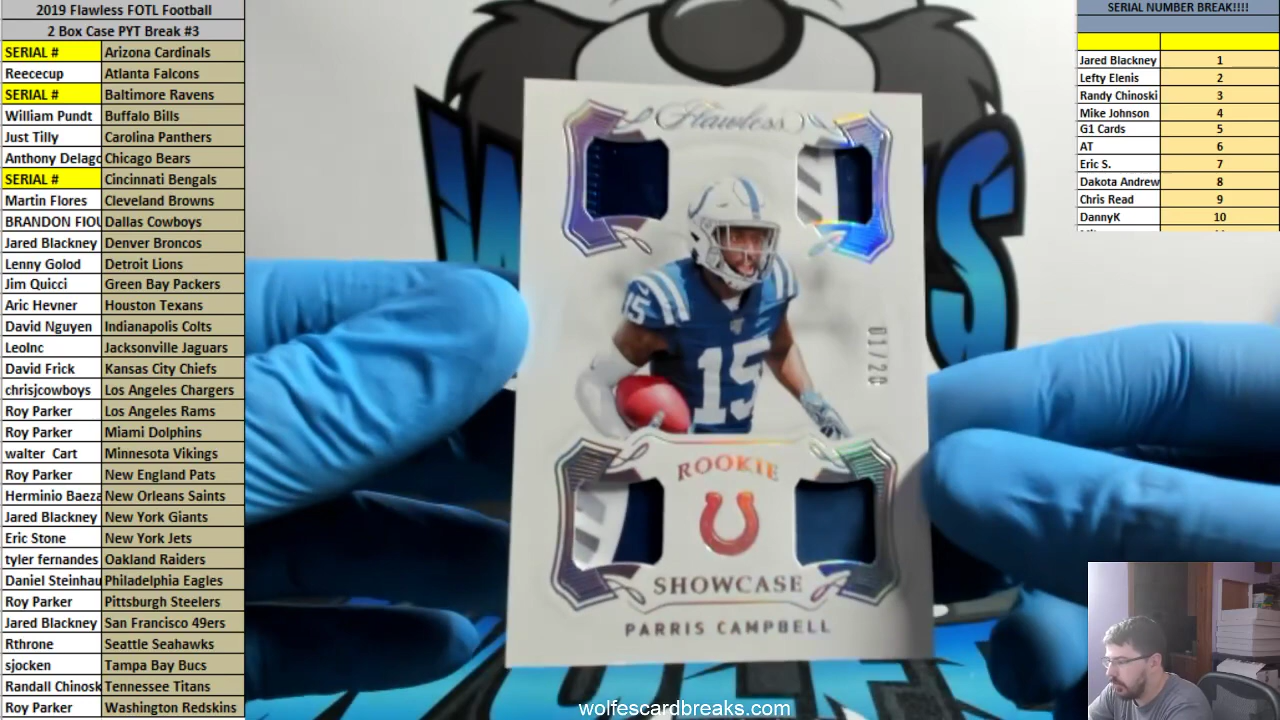 2019 Flawless FOTL Football
2 Box Case PYT Break #3
SERIAL # Arizona Cardinals
Reececup Atlanta Falcons
SERIAL # Baltimore Ravens
William Pundt Buffalo Bills
Just Tilly Carolina Panthers
Anthony Delago Chicago Bears
SERIAL # Cincinnati Bengals
Martin Flores Cleveland Browns
BRANDON FIOU Dallas Cowboys
Jared Blackney Denver Broncos
Lenny Golod Detroit Lions
Jim Quicci Green Bay Packers
Aric Hevner Houston Texans
David Nguyen Indianapolis Colts
LeoInc Jacksonville Jaguars
David Frick Kansas City Chiefs
chrisjcowboys Los Angeles Chargers
Roy Parker Los Angeles Rams
Roy Parker Miami Dolphins
walter Cart Minnesota Vikings
Roy Parker New England Pats
Herminio Baeza New Orleans Saints
Jared Blackney New York Giants
Eric Stone New York Jets
tyler fernandes Oakland Raiders
Daniel Steinhau Philadelphia Eagles
Roy Parker Pittsburgh Steelers
Jared Blackney San Francisco 49ers
Rthrone Seattle Seahawks
sjocken Tampa Bay Bucs
Randall Chinosk Tennessee Titans
Roy Parker Washington Redskins
Flawless
15
15
01/20
ROOKIE
SHOWCASE
PARRIS CAMPBELL
wolfescardbreaks.com
SERIAL NUMBER BREAK!!!!
Jared Blackney 1
Lefty Elenis 2
Randy Chinoski 3
Mike Johnson 4
G1 Cards 5
AT 6
Eric S. 7
Dakota Andrew 8
Chris Read 9
DannyK 10